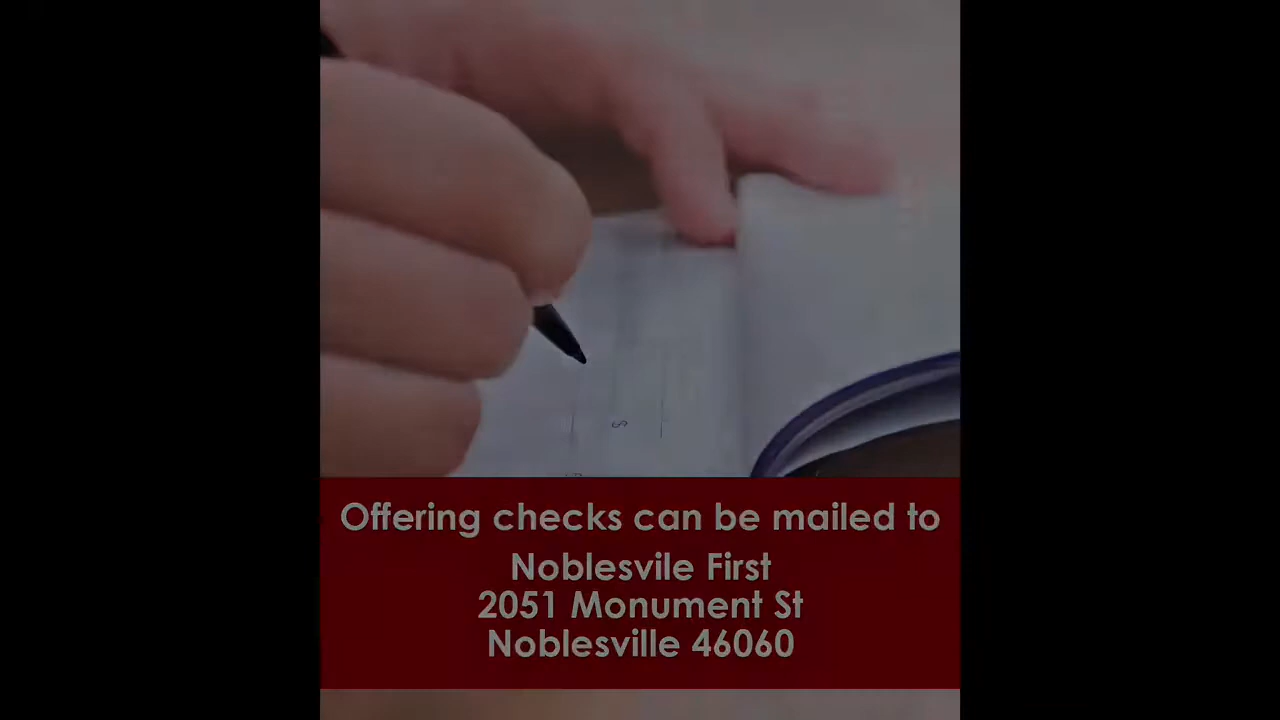 Offering checks can be mailed to
Noblesvile First
2051 Monument St
Noblesville 46060